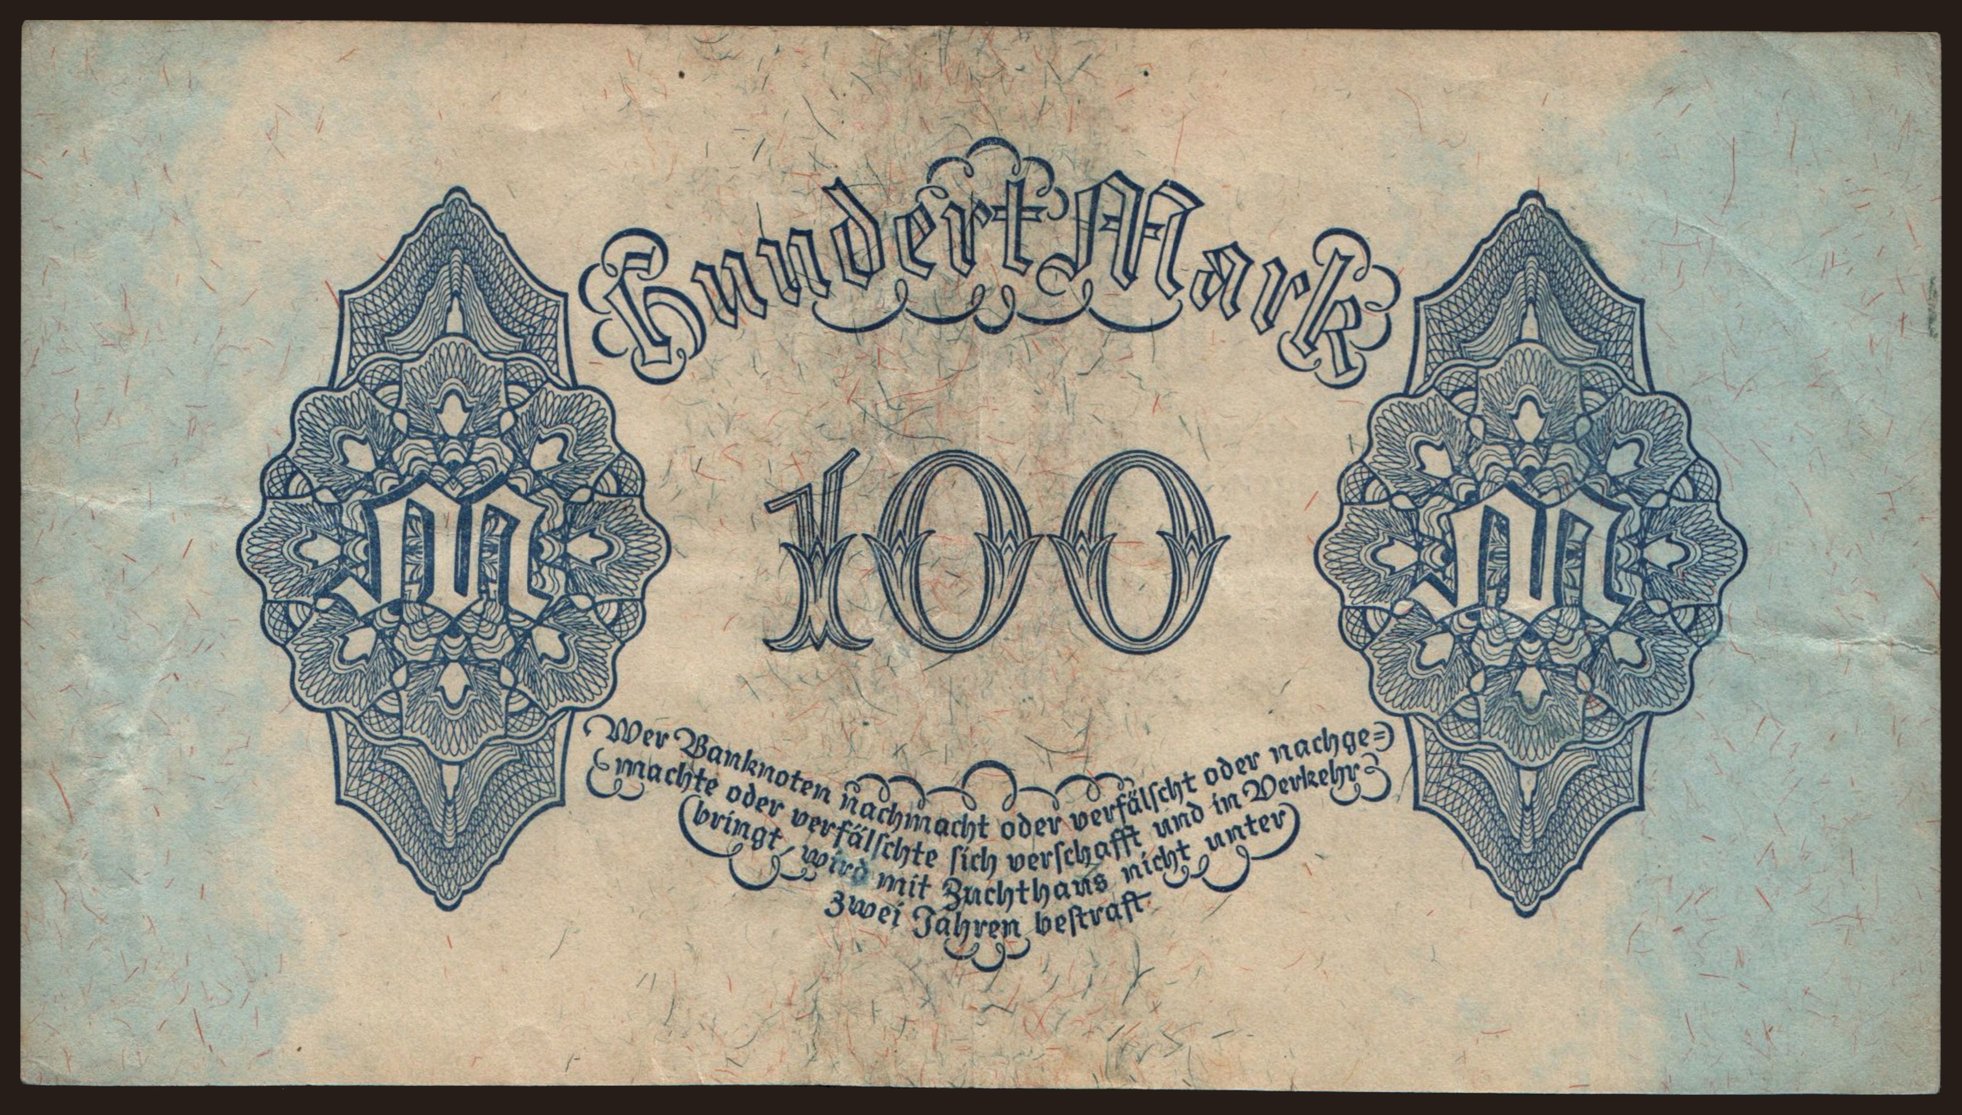 Hundert Mark
M
100
M
Wer Banknoten nachmacht oder verfälscht oder nachge=
machte oder verfälschte sich verschafft und in Verkehr
bringt, wird mit Zuchthaus nicht unter
zwei Jahren bestraft.